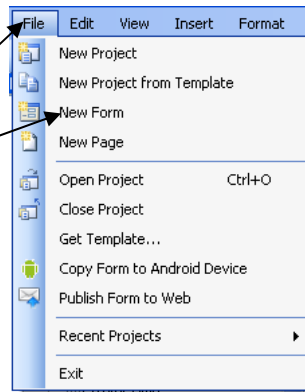 File Edit View Insert Format
New Project
New Project from Template
New Form
New Page
Open Project Ctrl+O
Close Project
Get Template...
Copy Form to Android Device
Publish Form to Web
Recent Projects
Exit